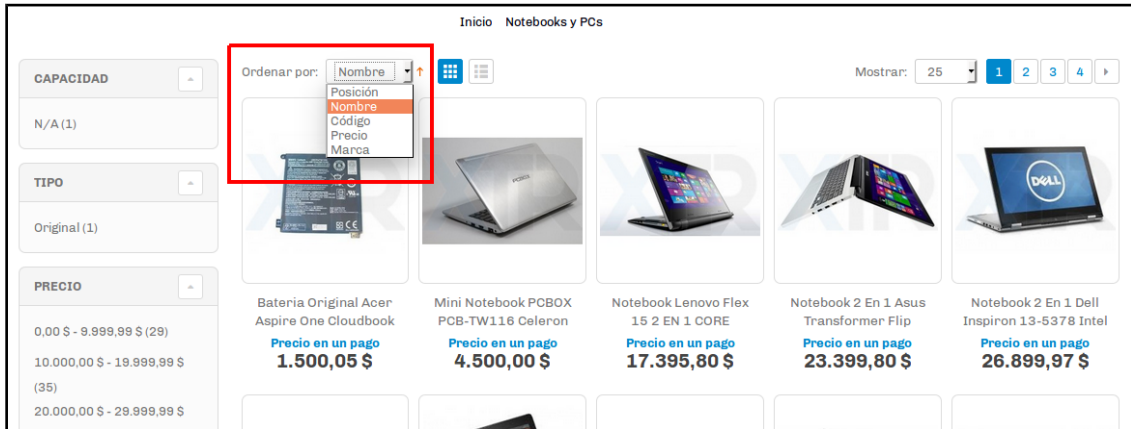 Inicio Notebooks y PCs
CAPACIDAD
N/A (1)
TIPO
Original (1)
PRECIO
0,00 $ - 9.999,99 $ (29)
10.000,00 $ - 19.999,99 $
(35)
20.000,00 $ - 29.999,99 $
Ordenar por: Nombre
Posición
Nombre
Código
Precio
Marca
Mostrar: 25 1 2 3 4
PCBOX
DELL
Bateria Original Acer
Aspire One Cloudbook
Precio en un pago
1.500,05 $
Mini Notebook PCBOX
PCB-TW116 Celeron
Precio en un pago
4.500,00 $
Notebook Lenovo Flex
15 2 EN 1 CORE
Precio en un pago
17.395,80 $
Notebook 2 En 1 Asus
Transformer Flip
Precio en un pago
23.399,80 $
Notebook 2 En 1 Dell
Inspiron 13-5378 Intel
Precio en un pago
26.899,97 $